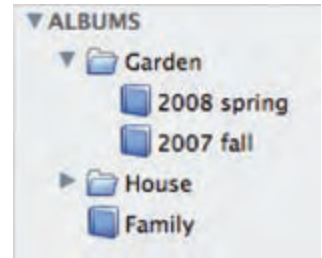 ALBUMS
Garden
2008 spring
2007 fall
House
Family